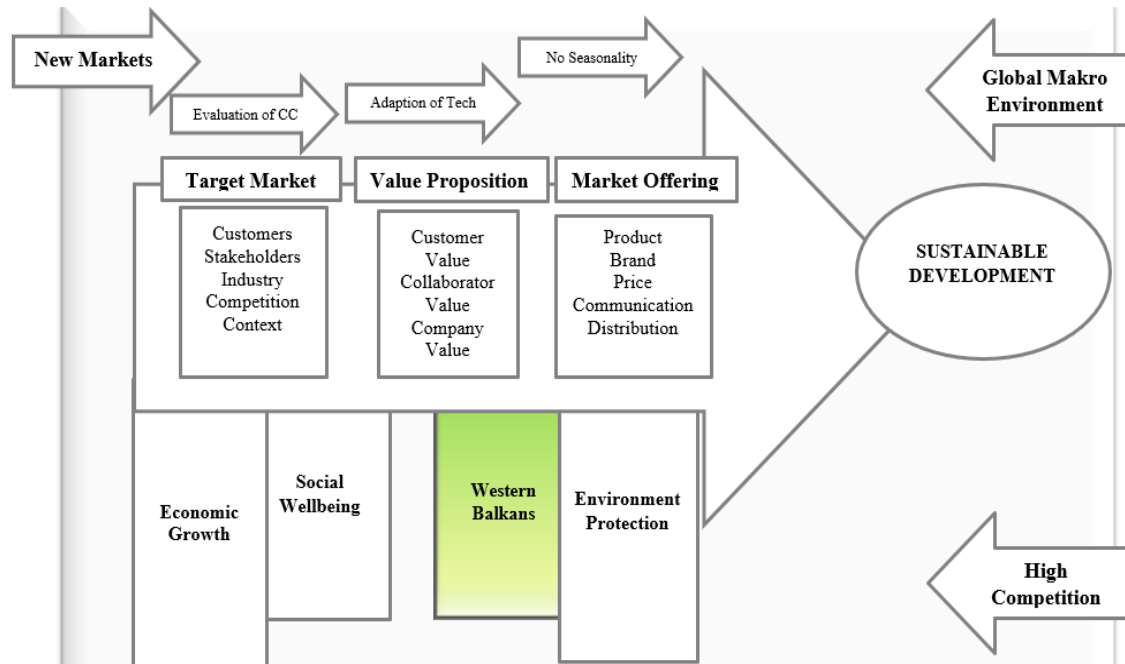 New Markets
Evaluation of CC
Adaption of Tech
No Seasonality
Global Makro
Environment
Target Market
Customers
Stakeholders
Industry
Competition
Context
Value Proposition
Customer
Value
Collaborator
Value
Company
Value
Market Offering
Product
Brand
Price
Communication
Distribution
SUSTAINABLE
DEVELOPMENT
Economic
Growth
Social
Wellbeing
Western
Balkans
Environment
Protection
High
Competition